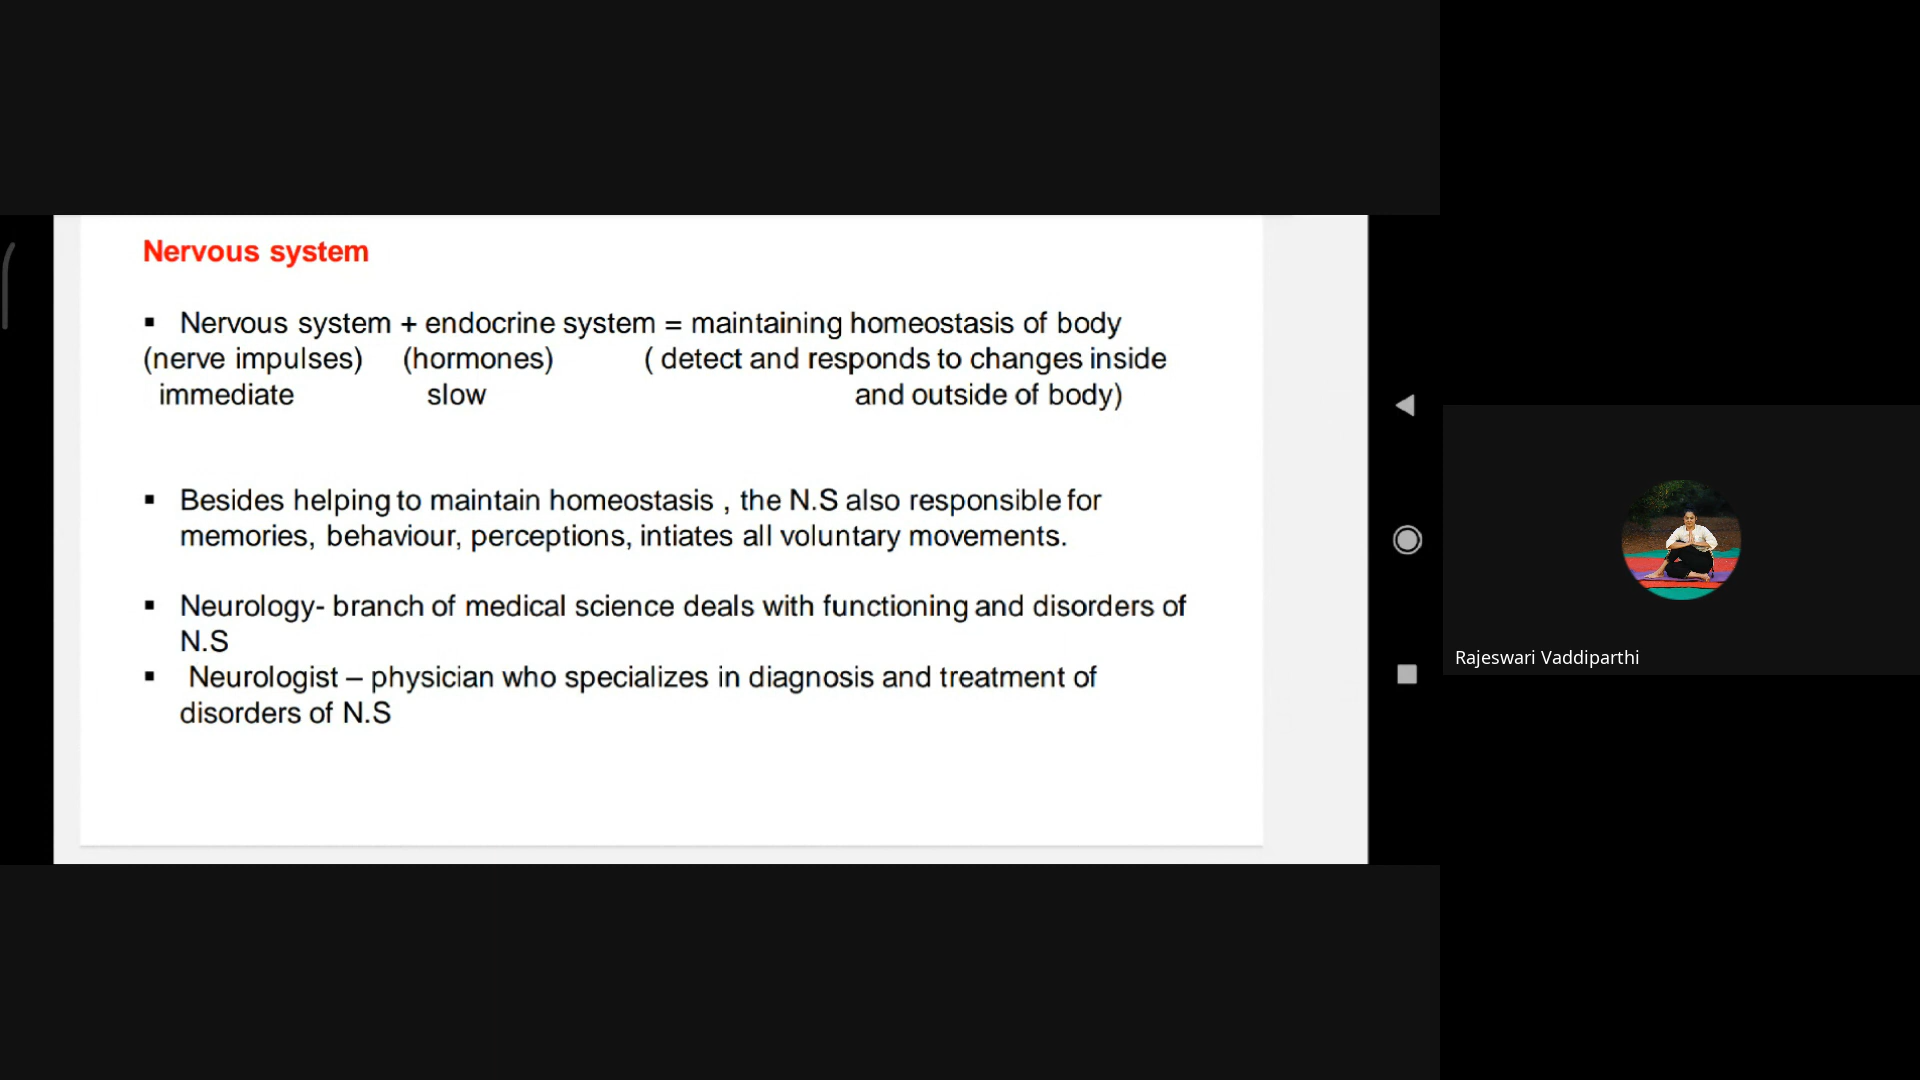 Nervous system
▪ Nervous system + endocrine system = maintaining homeostasis of body
(nerve impulses) (hormones) ( detect and responds to changes inside
immediate slow and outside of body)
▪ Besides helping to maintain homeostasis , the N.S also responsible for
memories, behaviour, perceptions, intiates all voluntary movements.
▪ Neurology- branch of medical science deals with functioning and disorders of
N.S
▪ Neurologist – physician who specializes in diagnosis and treatment of
disorders of N.S
Rajeswari Vaddiparthi